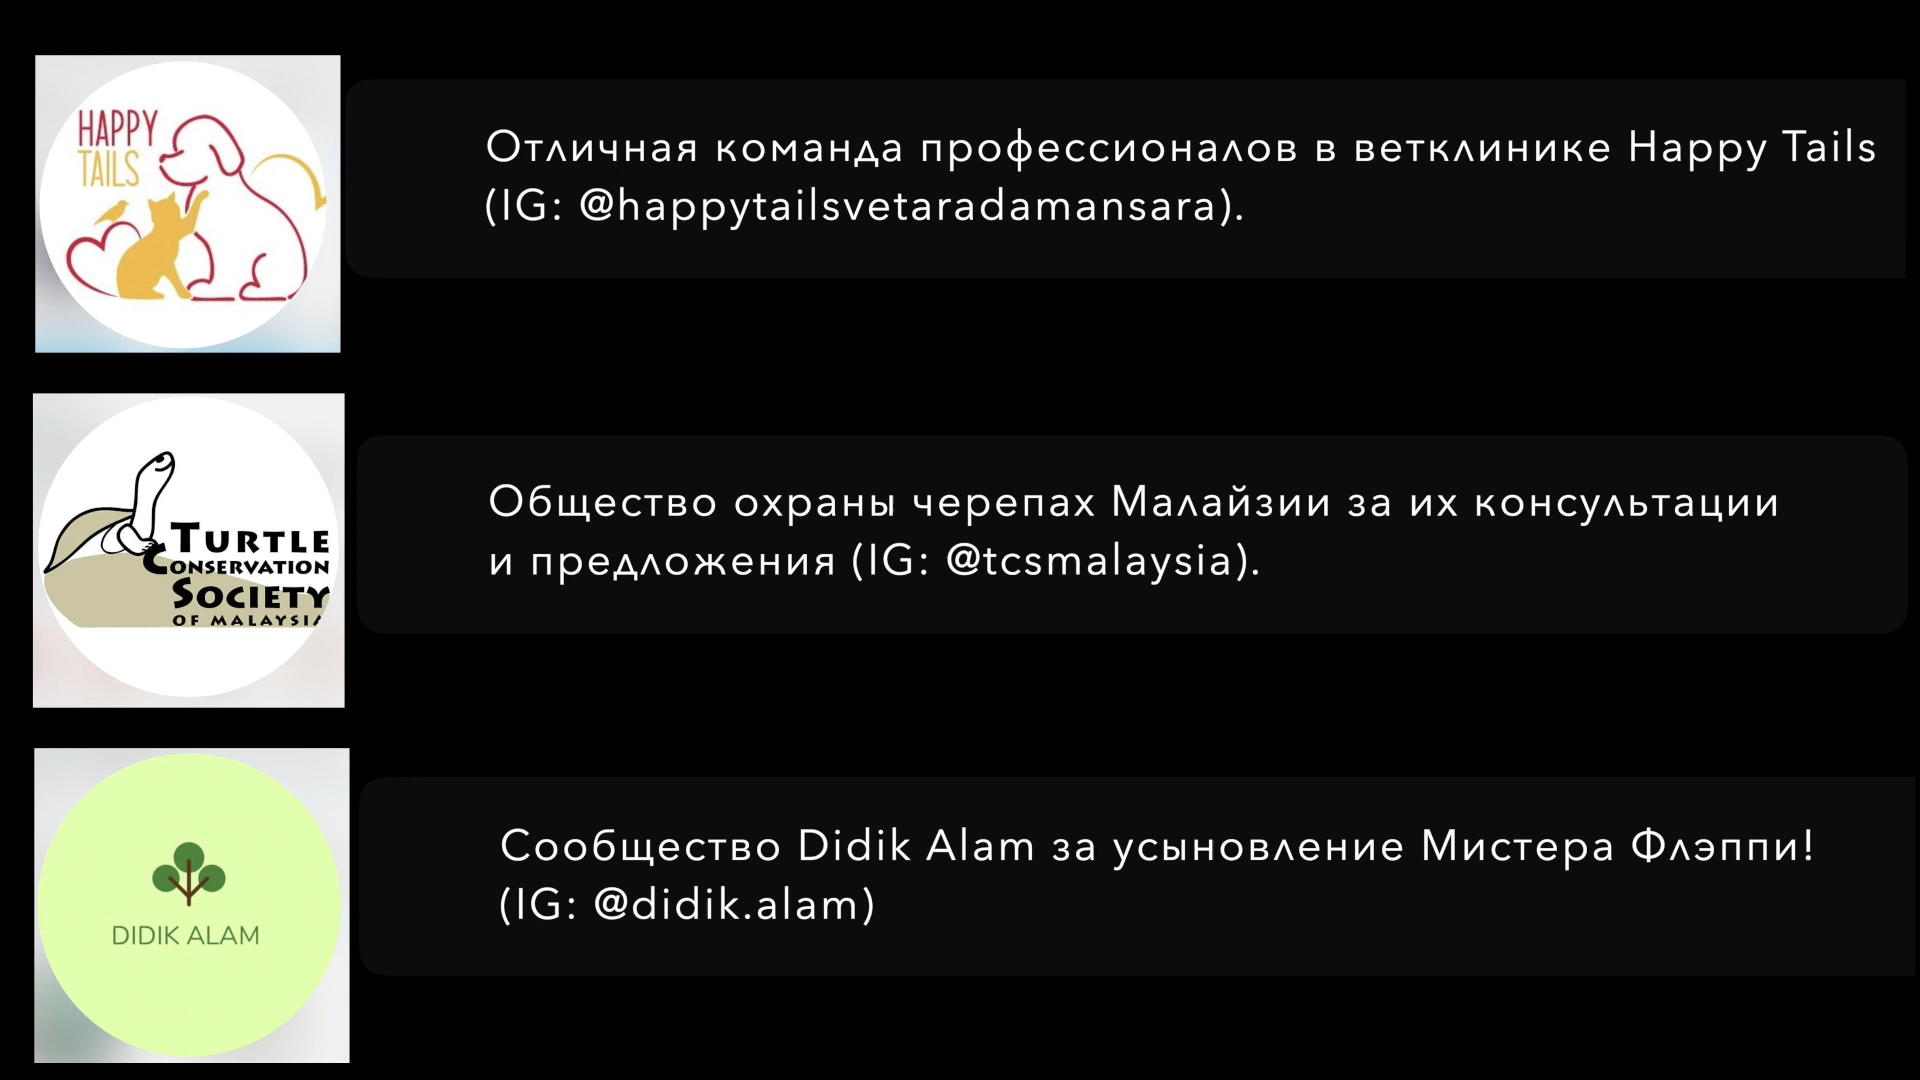 HAPPY
TAILS
Отличная команда профессионалов в ветклинике Happy Tails
(IG: @happytailsvetaradamansara).
TURTLE
CONSERVATION
SOCIETY
OF MALAYSIA
Общество охраны черепах Малайзии за их консультации
и предложения (IG: @tcsmalaysia).
DIDIK ALAM
Сообщество Didik Alam за усыновление Мистера Флэппи!
(IG: @didik.alam)